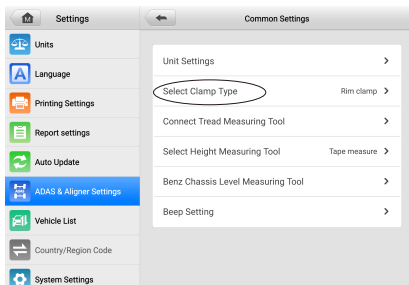 M
Settings
Common Settings
Units
Language
Printing Settings
Report settings
Auto Update
ADAS
ADAS & Aligner Settings
Vehicle List
Country/Region Code
System Settings
Unit Settings
Select Clamp Type Rim clamp
Connect Tread Measuring Tool
Select Height Measuring Tool Tape measure
Benz Chassis Level Measuring Tool
Beep Setting